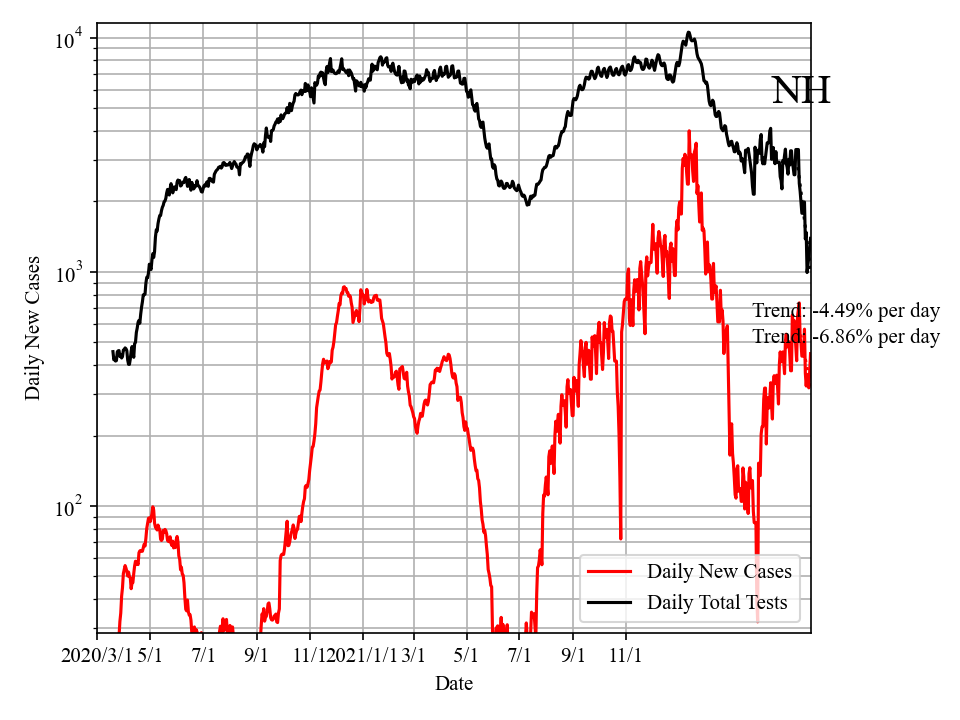 NH
10^4
10^3
10^2
Daily New Cases
Trend: -4.49% per day
Trend: -6.86% per day
Daily New Cases
Daily Total Tests
2020/3/1 5/1 7/1 9/1 11/1 2021/1/1 3/1 5/1 7/1 9/1 11/1
Date